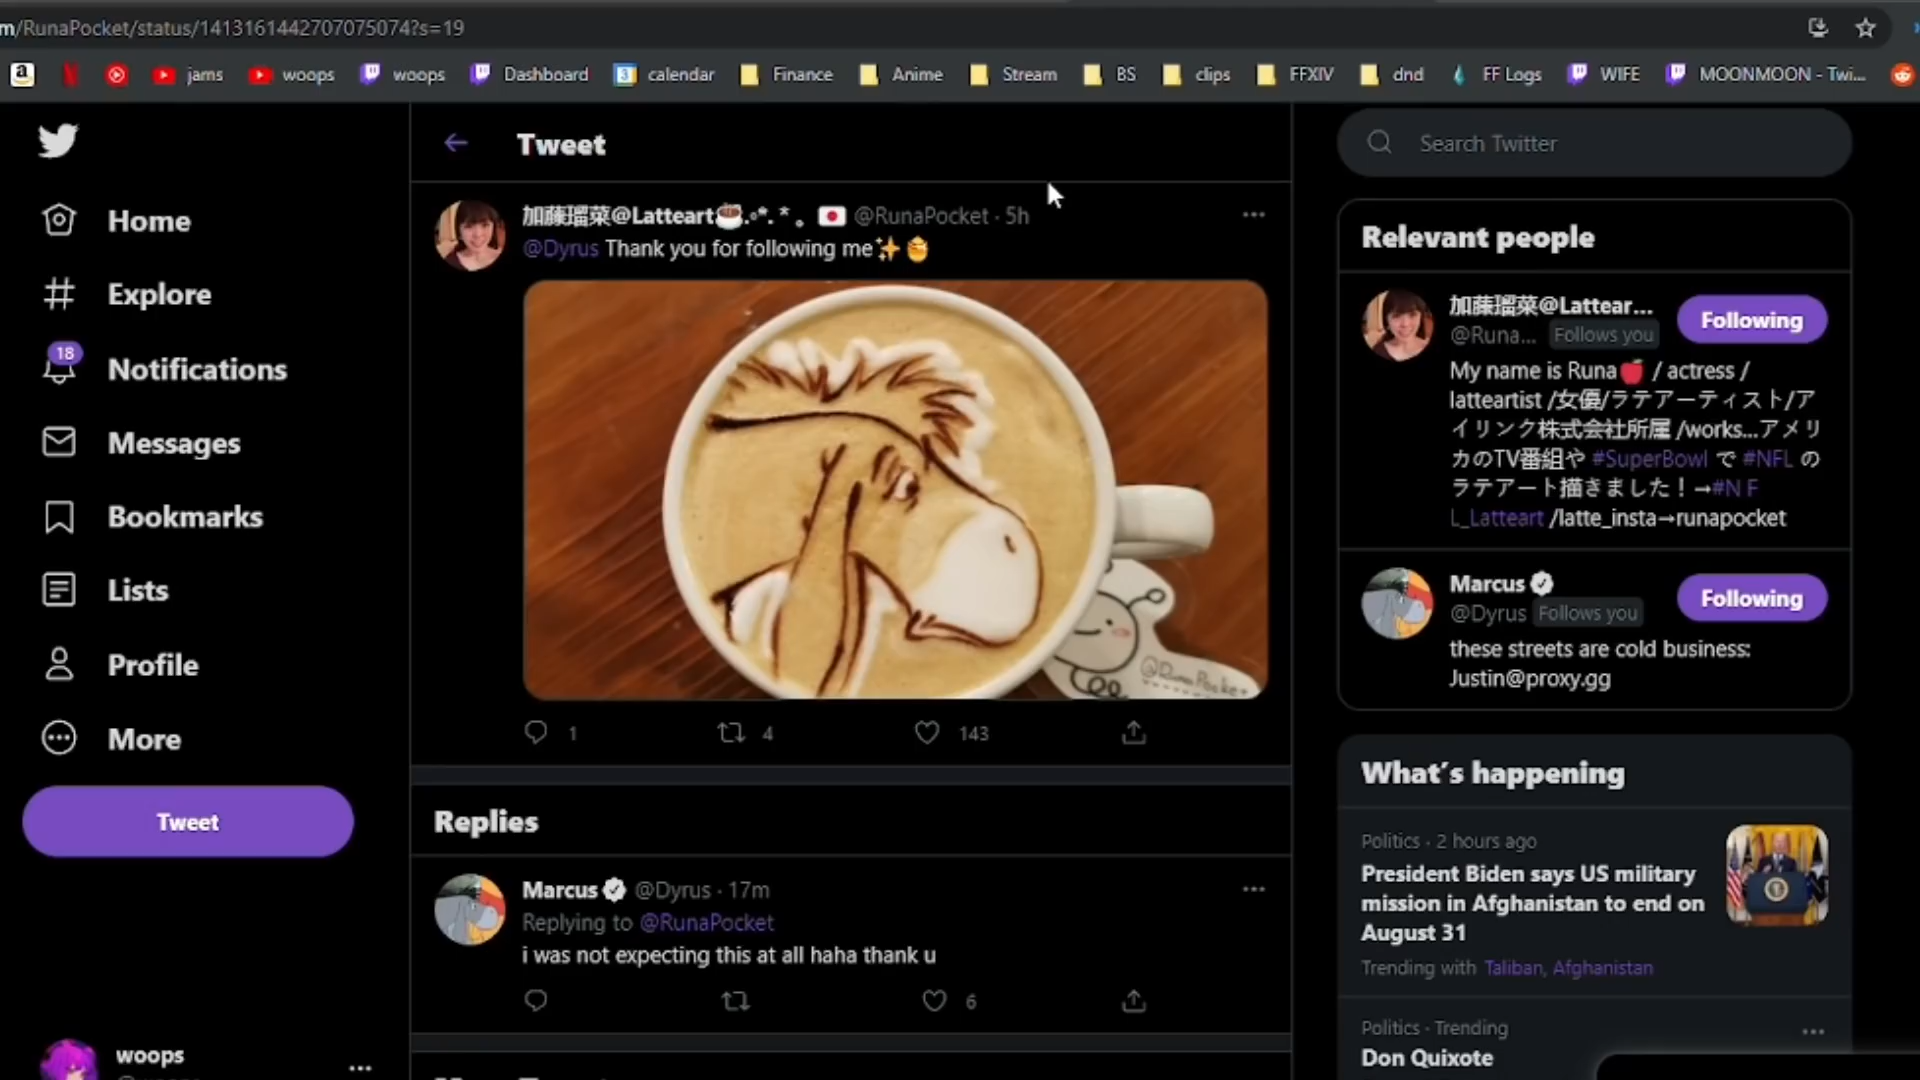 m/RunaPocket/status/1413161442707075074?s=19
jams woops woops Dashboard calendar Finance Anime Stream BS clips FFXIV dnd FF Logs WIFE MOONMOON - Twi...
Tweet
Search Twitter
Home
Explore
18
Notifications
Messages
Bookmarks
Lists
Profile
More
Tweet
woops
加藤瑠菜@Latteart☕.∘*.*。🇯🇵 @RunaPocket · 5h
@Dyrus Thank you for following me✨🍯
@RunaPocket
1 4 143
Replies
Marcus @Dyrus · 17m
Replying to @RunaPocket
i was not expecting this at all haha thank u
6
Relevant people
加藤瑠菜@Lattear...
@Runa... Follows you
Following
My name is Runa🍎 / actress /
latteartist /女優/ラテアーティスト/ア
イリンク株式会社所属 /works...アメリ
カのTV番組や #SuperBowl で #NFL の
ラテアート描きました！→#N F
L_Latteart /latte_insta→runapocket
Marcus
@Dyrus Follows you
Following
these streets are cold business:
Justin@proxy.gg
What's happening
Politics · 2 hours ago
President Biden says US military
mission in Afghanistan to end on
August 31
Trending with Taliban, Afghanistan
Politics · Trending
Don Quixote